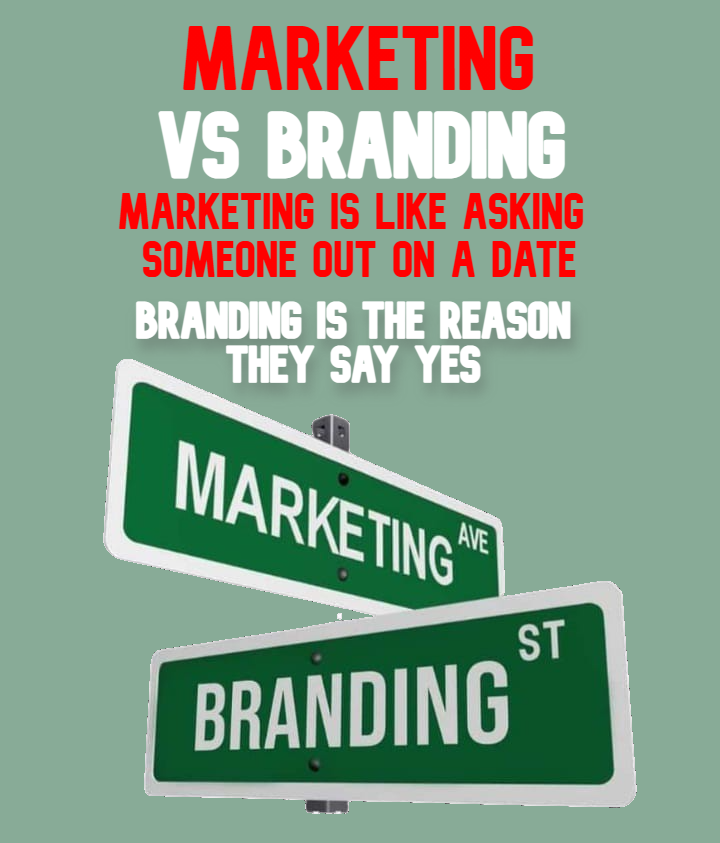 MARKETING
VS BRANDING
MARKETING IS LIKE ASKING
SOMEONE OUT ON A DATE
BRANDING IS THE REASON
THEY SAY YES
MARKETING AVE
BRANDING ST